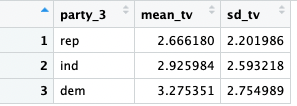 party_3 mean_tv sd_tv
1 rep 2.666180 2.201986
2 ind 2.925984 2.593218
3 dem 3.275351 2.754989